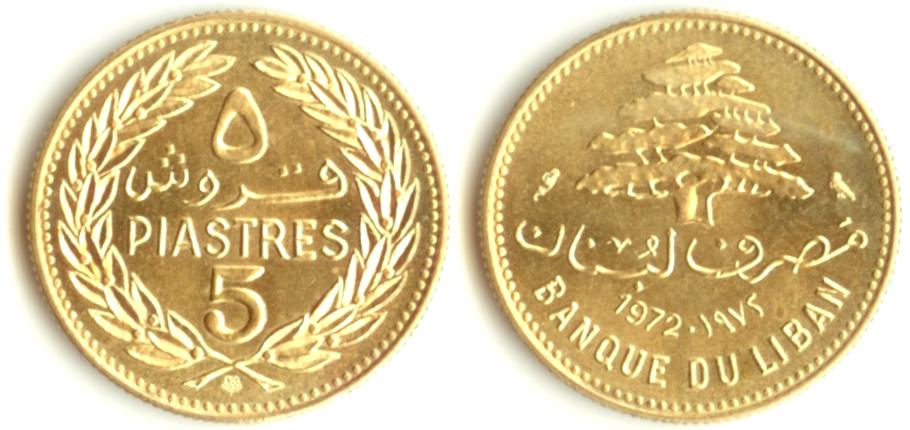 ٥
قروش
PIASTRES
5
مصرف لبنان
1972 · ١٩٧٢
BANQUE DU LIBAN